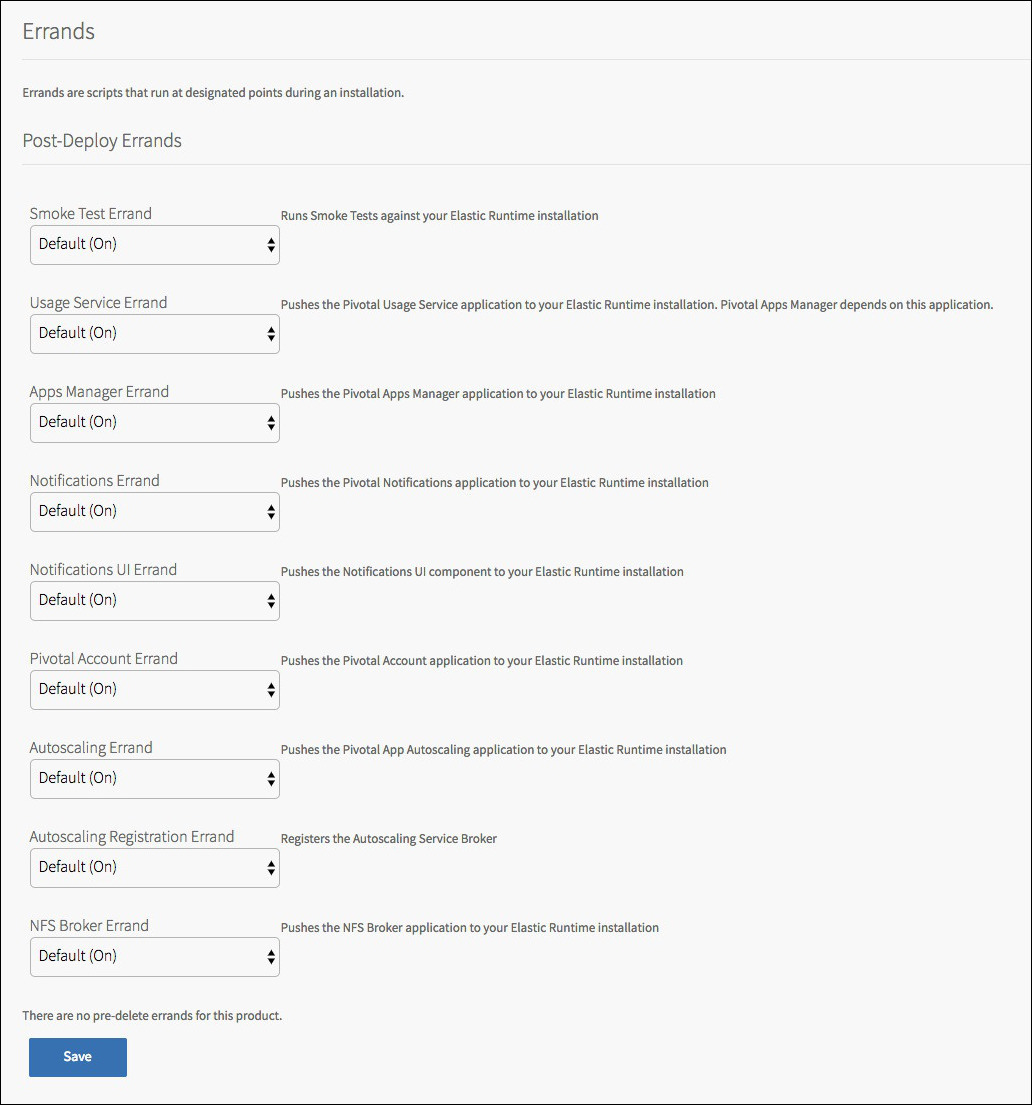 Errands
Errands are scripts that run at designated points during an installation.
Post-Deploy Errands
Smoke Test Errand
Runs Smoke Tests against your Elastic Runtime installation
Default (On)
Usage Service Errand
Pushes the Pivotal Usage Service application to your Elastic Runtime installation. Pivotal Apps Manager depends on this application.
Default (On)
Apps Manager Errand
Pushes the Pivotal Apps Manager application to your Elastic Runtime installation
Default (On)
Notifications Errand
Pushes the Pivotal Notifications application to your Elastic Runtime installation
Default (On)
Notifications UI Errand
Pushes the Notifications UI component to your Elastic Runtime installation
Default (On)
Pivotal Account Errand
Pushes the Pivotal Account application to your Elastic Runtime installation
Default (On)
Autoscaling Errand
Pushes the Pivotal App Autoscaling application to your Elastic Runtime installation
Default (On)
Autoscaling Registration Errand
Registers the Autoscaling Service Broker
Default (On)
NFS Broker Errand
Pushes the NFS Broker application to your Elastic Runtime installation
Default (On)
There are no pre-delete errands for this product.
Save